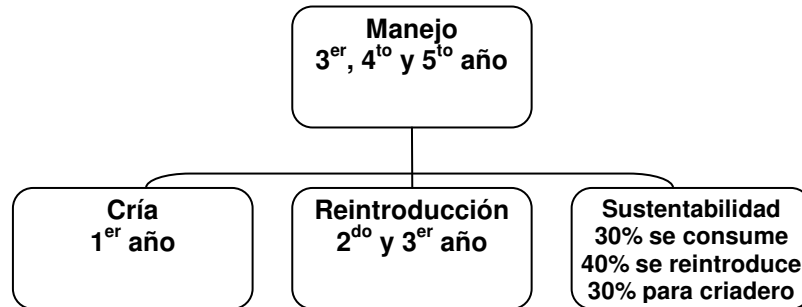 Manejo
3er, 4to y 5to año
Cría
1er año
Reintroducción
2do y 3er año
Sustentabilidad
30% se consume
40% se reintroduce
30% para criadero